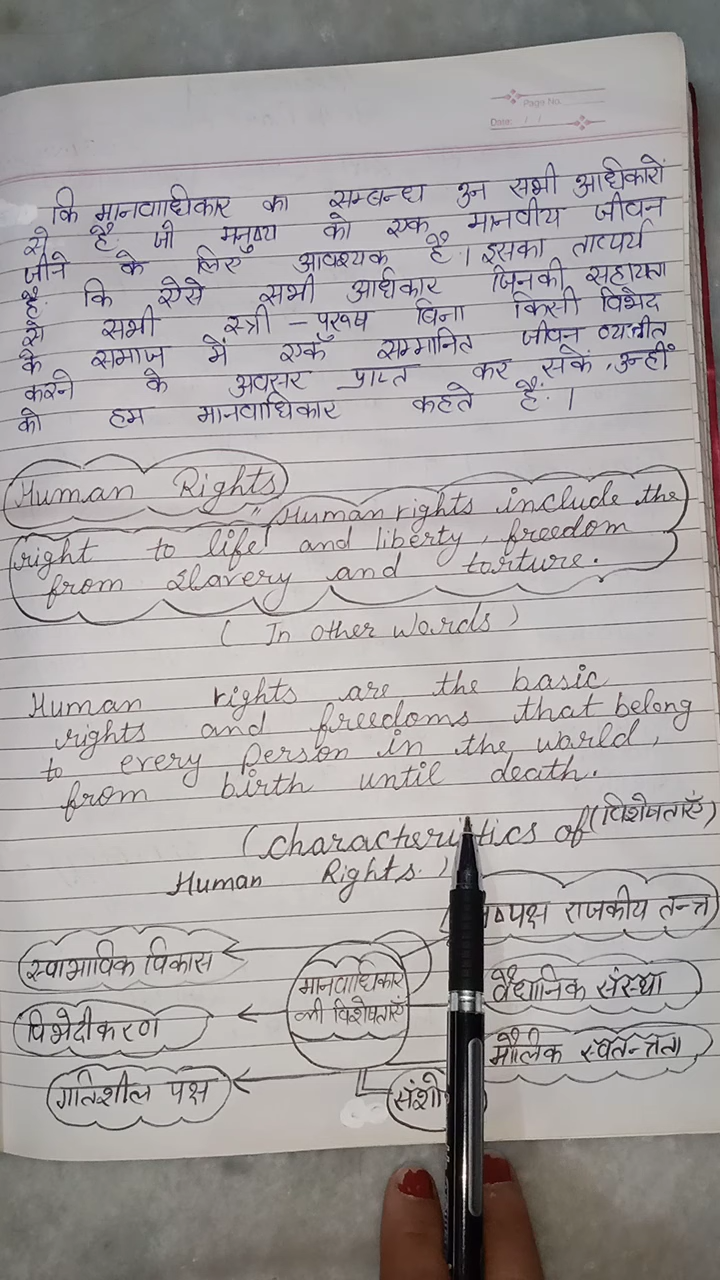 Page No.
Date: / /
कि मानवाधिकार का सम्बन्ध उन सभी अधिकारों
से है जो मनुष्य को एक मानवीय जीवन
जीने के लिए आवश्यक है। इसका तात्पर्य
है कि ऐसे सभी अधिकार जिनकी सहायता
से सभी स्त्री - पुरुष बिना किसी विभेद
के समाज में एक सम्मानित जीवन व्यतीत
करने के अवसर प्राप्त कर सकें, उन्हीं
को हम मानवाधिकार कहते हैं।
Human Rights
"Human rights include the
right to life and liberty, freedom
from slavery and torture.
(In other words)
Human rights are the basic
rights and freedoms that belong
to every person in the world,
from birth until death.
(Characteristics of (विशेषताएँ)
Human Rights.)
पक्ष राजकीय तन्त्र
स्वाभाविक विकास
मानवाधिकार
की विशेषताएँ
वैधानिक संस्था
विभेदीकरण
मौलिक स्वतन्त्रता
गतिशील पक्ष